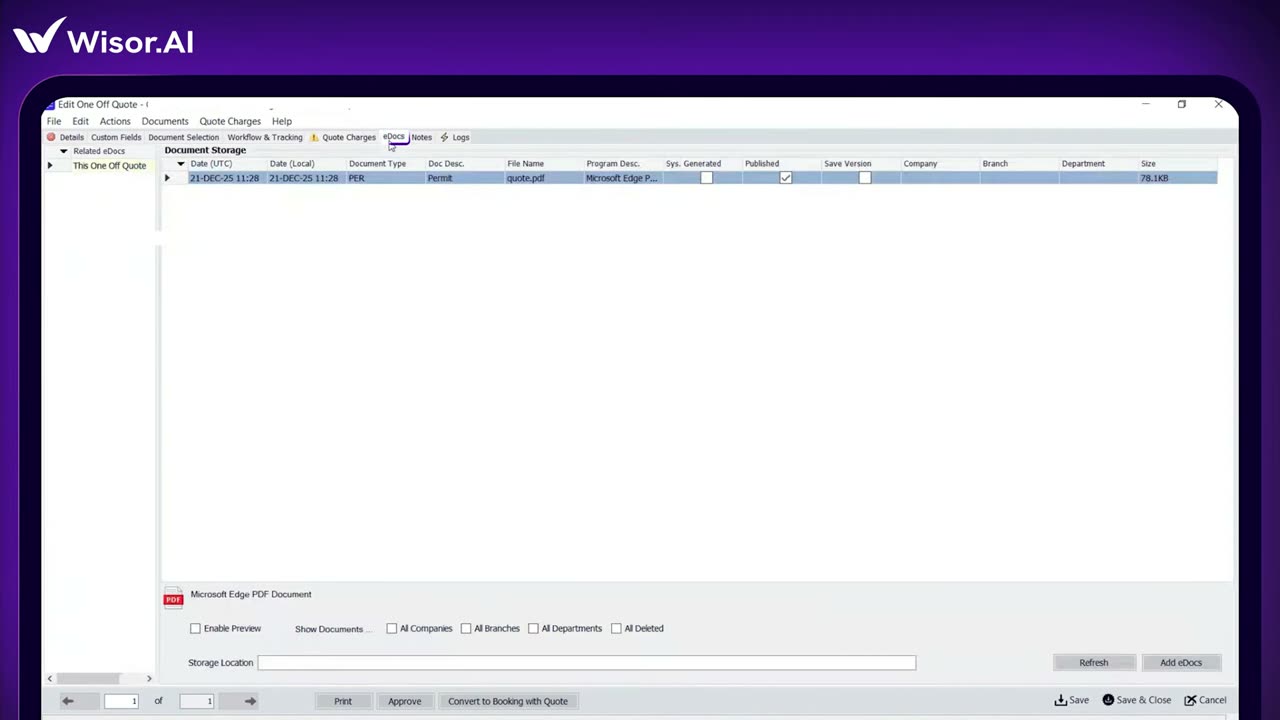 Wisor.AI
Edit One Off Quote - (
File Edit Actions Documents Quote Charges Help
Details Custom Fields Document Selection Workflow & Tracking Quote Charges eDocs Notes Logs
Related eDocs
This One Off Quote
Document Storage
Date (UTC) Date (Local) Document Type Doc Desc. File Name Program Desc. Sys. Generated Published Save Version Company Branch Department Size
21-DEC-25 11:28 21-DEC-25 11:28 PER Permit quote.pdf Microsoft Edge P... 78.1KB
PDF Microsoft Edge PDF Document
Enable Preview Show Documents ... All Companies All Branches All Departments All Deleted
Storage Location Refresh Add eDocs
1 of 1 Print Approve Convert to Booking with Quote Save Save & Close Cancel